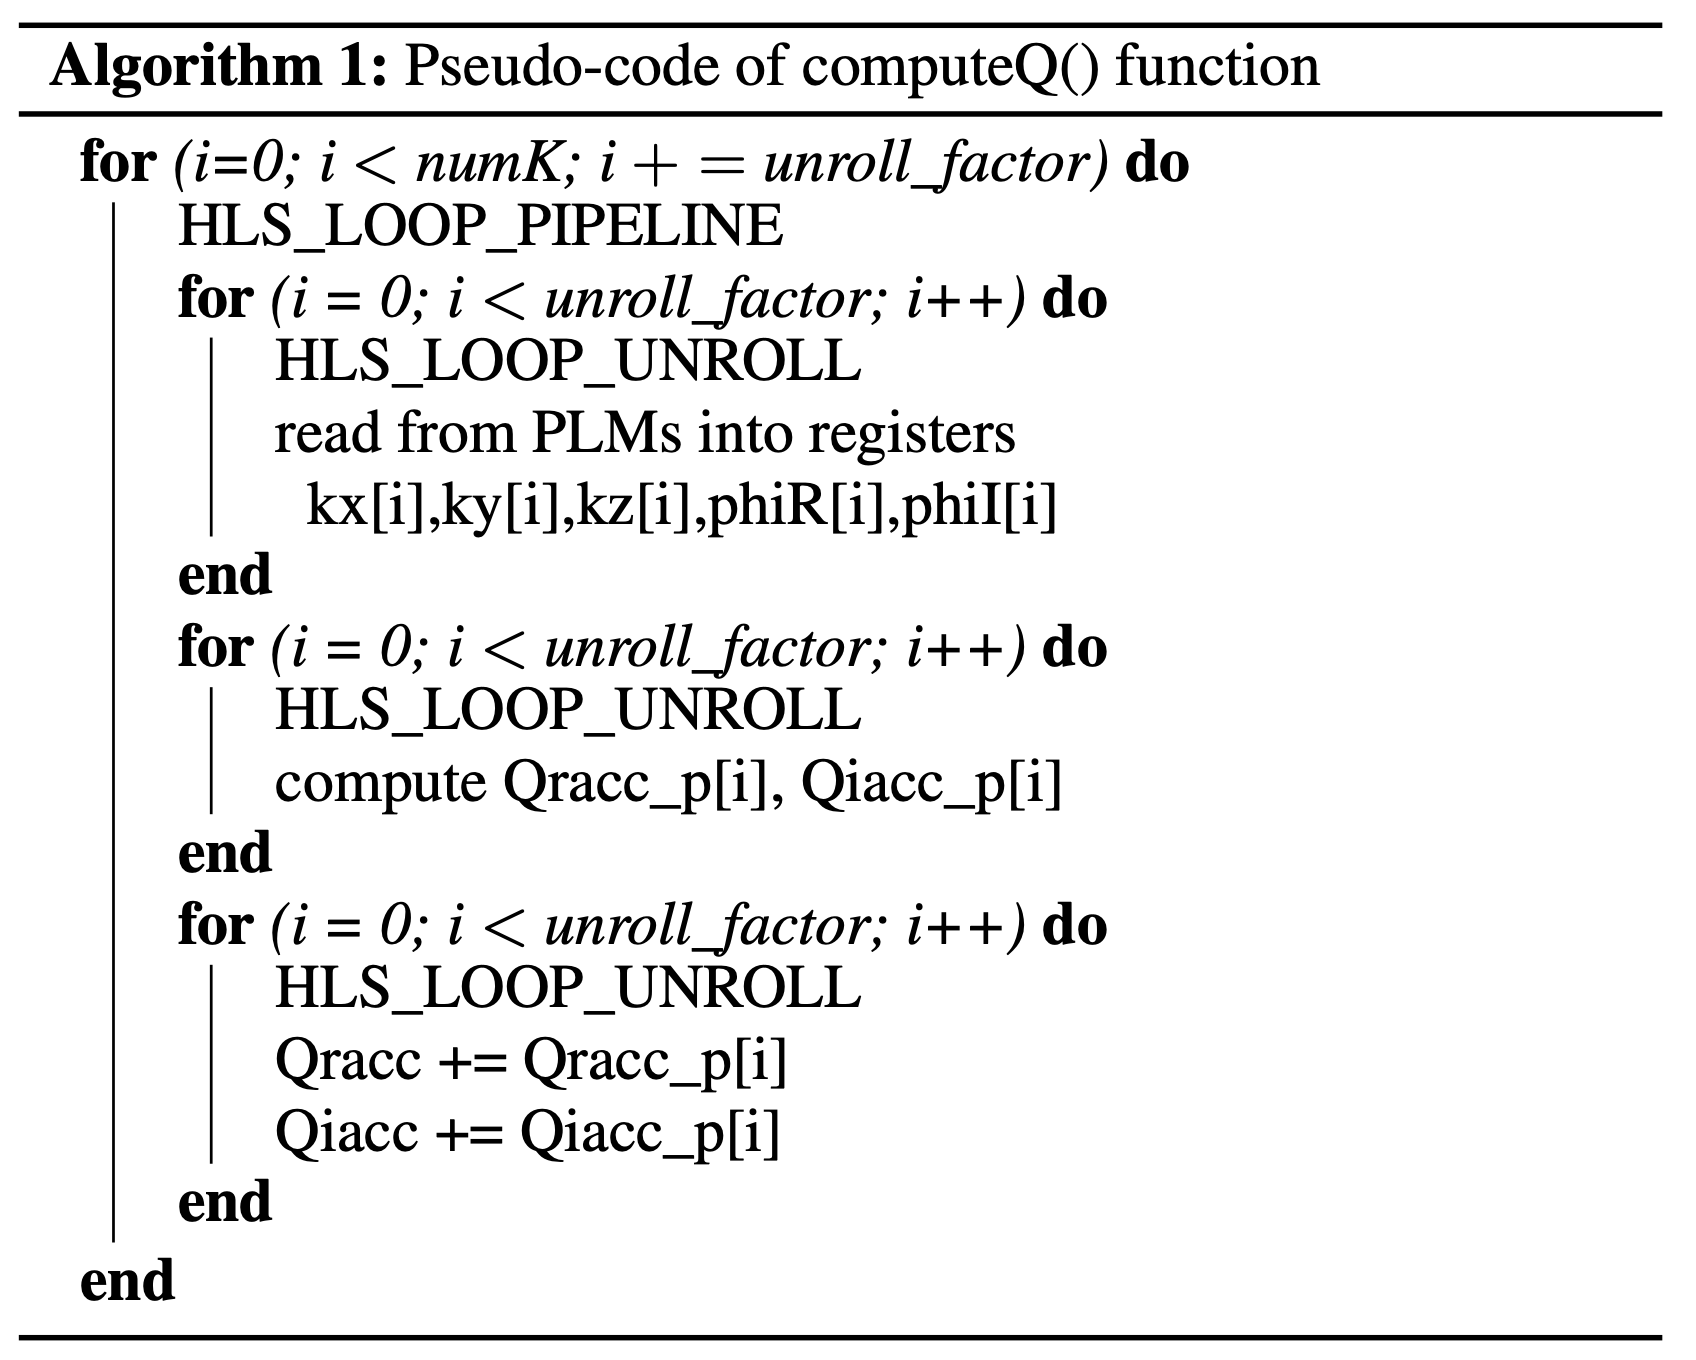 Algorithm 1: Pseudo-code of computeQ() function
for (i=0; i < numK; i + = unroll_factor) do
HLS_LOOP_PIPELINE
for (i = 0; i < unroll_factor; i++) do
HLS_LOOP_UNROLL
read from PLMs into registers
kx[i],ky[i],kz[i],phiR[i],phiI[i]
end
for (i = 0; i < unroll_factor; i++) do
HLS_LOOP_UNROLL
compute Qracc_p[i], Qiacc_p[i]
end
for (i = 0; i < unroll_factor; i++) do
HLS_LOOP_UNROLL
Qracc += Qracc_p[i]
Qiacc += Qiacc_p[i]
end
end